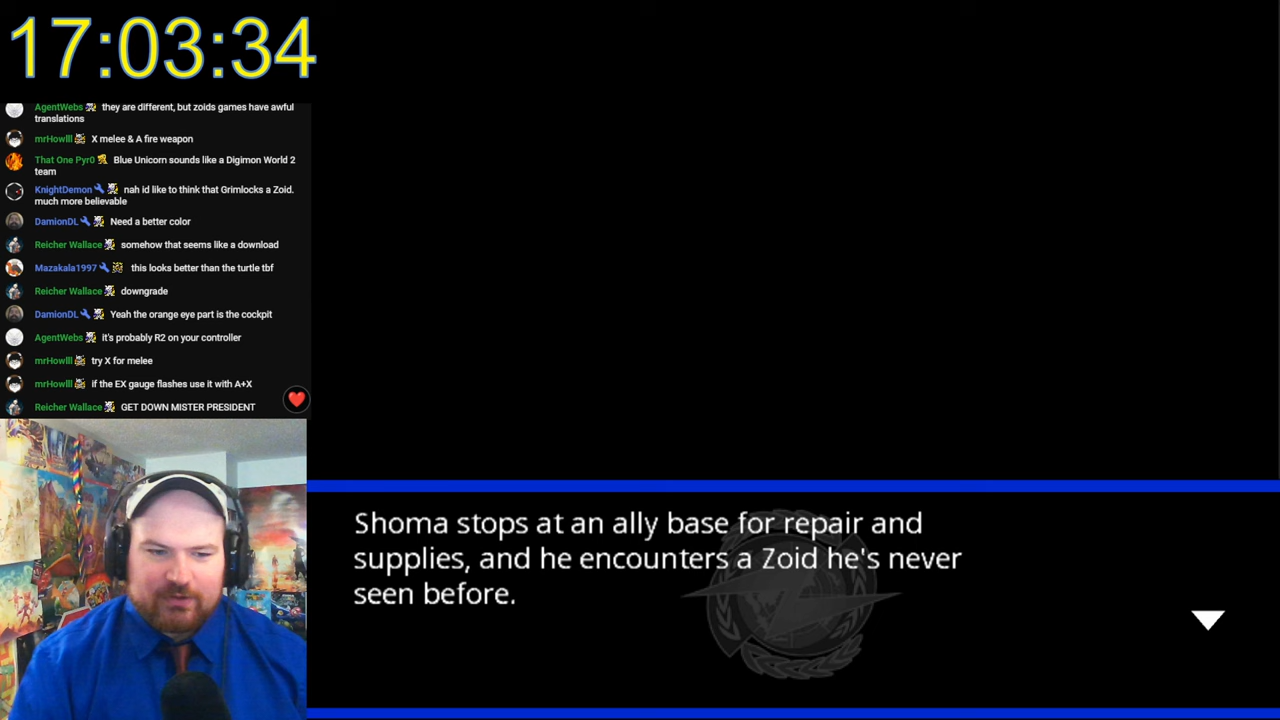 17:03:34
AgentWebs they are different, but zoids games have awful
translations
mrHowlll X melee & A fire weapon
That One Pyr0 Blue Unicorn sounds like a Digimon World 2
team
KnightDemon nah id like to think that Grimlocks a Zoid.
much more believable
DamionDL Need a better color
Reicher Wallace somehow that seems like a download
Mazakala1997 this looks better than the turtle tbf
Reicher Wallace downgrade
DamionDL Yeah the orange eye part is the cockpit
AgentWebs it's probably R2 on your controller
mrHowlll try X for melee
mrHowlll if the EX gauge flashes use it with A+X
Reicher Wallace GET DOWN MISTER PRESIDENT
Shoma stops at an ally base for repair and
supplies, and he encounters a Zoid he's never
seen before.